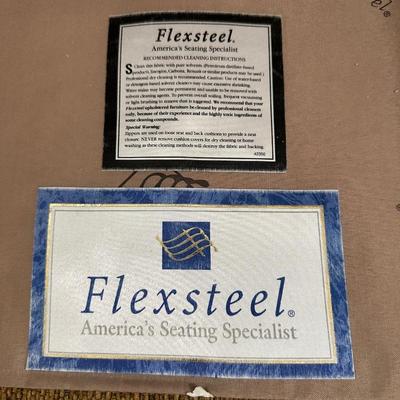 Flexsteel®
America's Seating Specialist
RECOMMENDED CLEANING INSTRUCTIONS
S Clean this fabric with pure solvents (Petroleum distillate-based
products, Energine, Carbona, Renuzit or similar products may be used.)
Professional dry cleaning is recommended. Caution: Use of water-based
or detergent-based solvent cleaners may cause excessive shrinking.
Water stains may become permanent and unable to be removed with
solvent cleaning agents. To prevent overall soiling, frequent vacuuming
or light brushing to remove dust is suggested. We recommend that your
Flexsteel upholstered furniture be cleaned by professional cleaners
only, because of their experience and the highly toxic ingredients of
some cleaning compounds.
Special Warning:
Zippers are used on loose seat and back cushions to provide a neat
closure. NEVER remove cushion covers for dry cleaning or home
washing as these cleaning methods will destroy the fabric and backing.
Flexsteel®
America's Seating Specialist